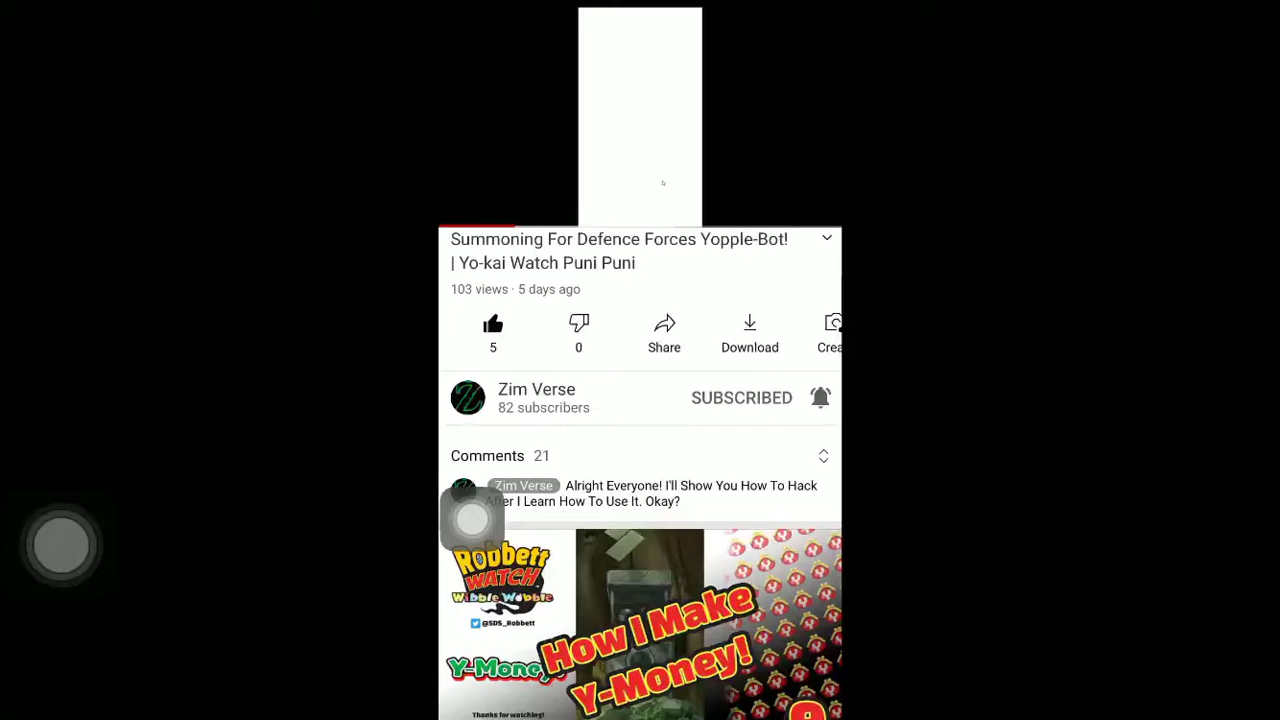 Summoning For Defence Forces Yopple-Bot!
| Yo-kai Watch Puni Puni
103 views · 5 days ago
5
0
Share
Download
Crea
Zim Verse
82 subscribers
SUBSCRIBED
Comments 21
Zim Verse Alright Everyone! I'll Show You How To Hack
After I Learn How To Use It. Okay?
Robbett
WATCH
Wibble Wobble
@SDS_Robbett
Y-Money
Thanks for watching!
How I Make
Y-Money!